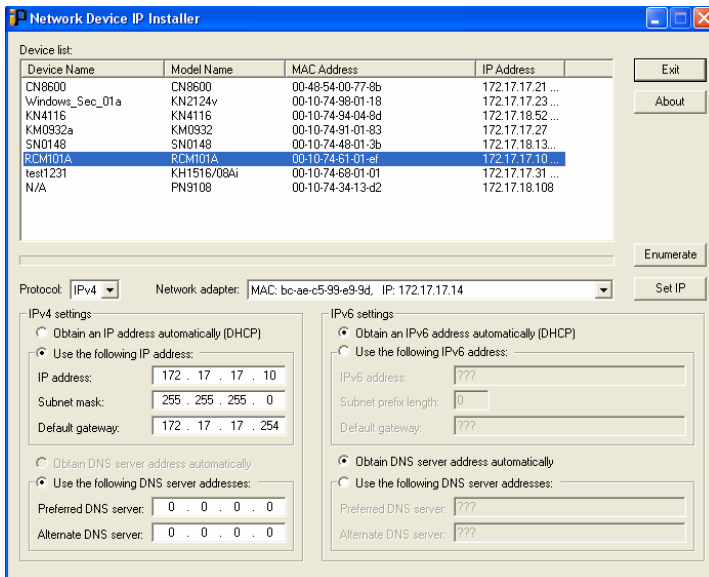 Network Device IP Installer
Device list:
Device Name Model Name MAC Address IP Address
CN8600 CN8600 00-48-54-00-77-8b 172.17.17.21 ...
Windows_Sec_01a KN2124v 00-10-74-98-01-18 172.17.17.23 ...
KN4116 KN4116 00-10-74-94-04-8d 172.17.18.52 ...
KM0932a KM0932 00-10-74-91-01-83 172.17.17.27
SN0148 SN0148 00-10-74-48-01-3b 172.17.18.13...
RCM101A RCM101A 00-10-74-61-01-ef 172.17.17.10 ...
test1231 KH1516/08Ai 00-10-74-68-01-01 172.17.17.31 ...
N/A PN9108 00-10-74-34-13-d2 172.17.18.108
Exit
About
Enumerate
Set IP
Protocol: IPv4 Network adapter: MAC: bc-ae-c5-99-e9-9d, IP: 172.17.17.14
IPv4 settings
Obtain an IP address automatically (DHCP)
Use the following IP address:
IP address: 172 . 17 . 17 . 10
Subnet mask: 255 . 255 . 255 . 0
Default gateway: 172 . 17 . 17 . 254
Obtain DNS server address automatically
Use the following DNS server addresses:
Preferred DNS server: 0 . 0 . 0 . 0
Alternate DNS server: 0 . 0 . 0 . 0
IPv6 settings
Obtain an IPv6 address automatically (DHCP)
Use the following IPv6 address:
IPv6 address: ???
Subnet prefix length: 0
Default gateway: ???
Obtain DNS server address automatically
Use the following DNS server addresses:
Preferred DNS server: ???
Alternate DNS server: ???